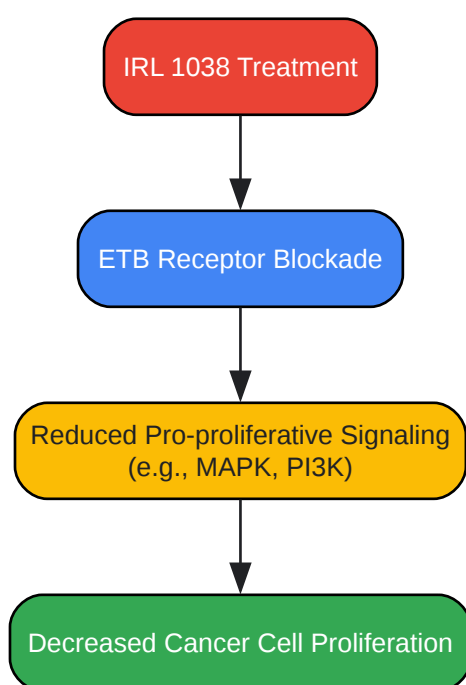 IRL 1038 Treatment
ETB Receptor Blockade
Reduced Pro-proliferative Signaling
(e.g., MAPK, PI3K)
Decreased Cancer Cell Proliferation